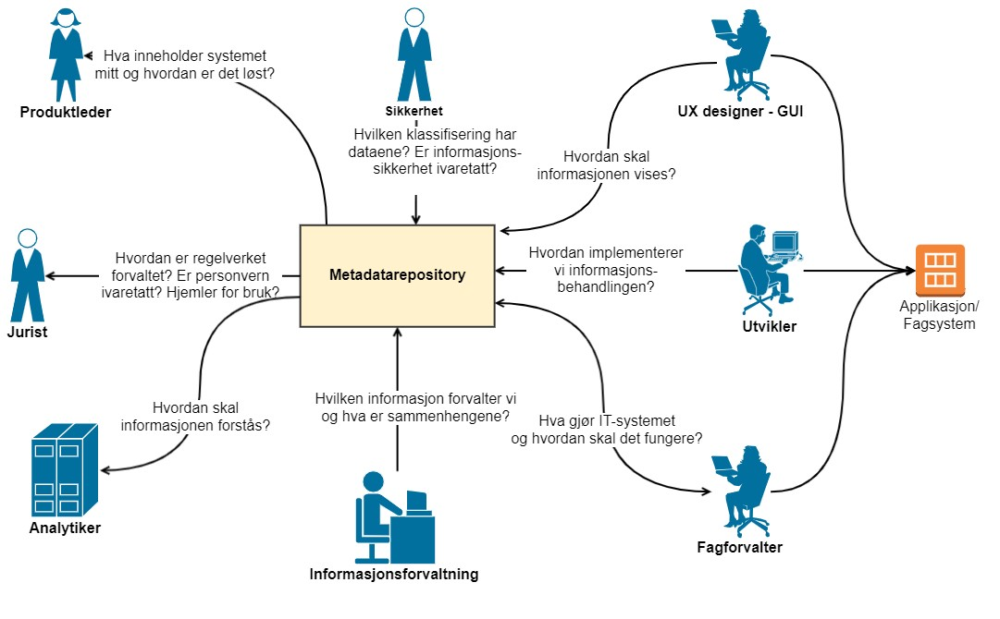 Hva inneholder systemet
mitt og hvordan er det løst?
Produktleder
Sikkerhet
Hvilken klassifisering har
dataene? Er informasjons-
sikkerhet ivaretatt?
UX designer - GUI
Hvordan skal
informasjonen vises?
Hvordan er regelverket
forvaltet? Er personvern
ivaretatt? Hjemler for bruk?
Jurist
Metadatarepository
Hvordan implementerer
vi informasjons-
behandlingen?
Utvikler
Applikasjon/
Fagsystem
Hvordan skal
informasjonen forstås?
Analytiker
Hvilken informasjon forvalter vi
og hva er sammenhengene?
Informasjonsforvaltning
Hva gjør IT-systemet
og hvordan skal det fungere?
Fagforvalter